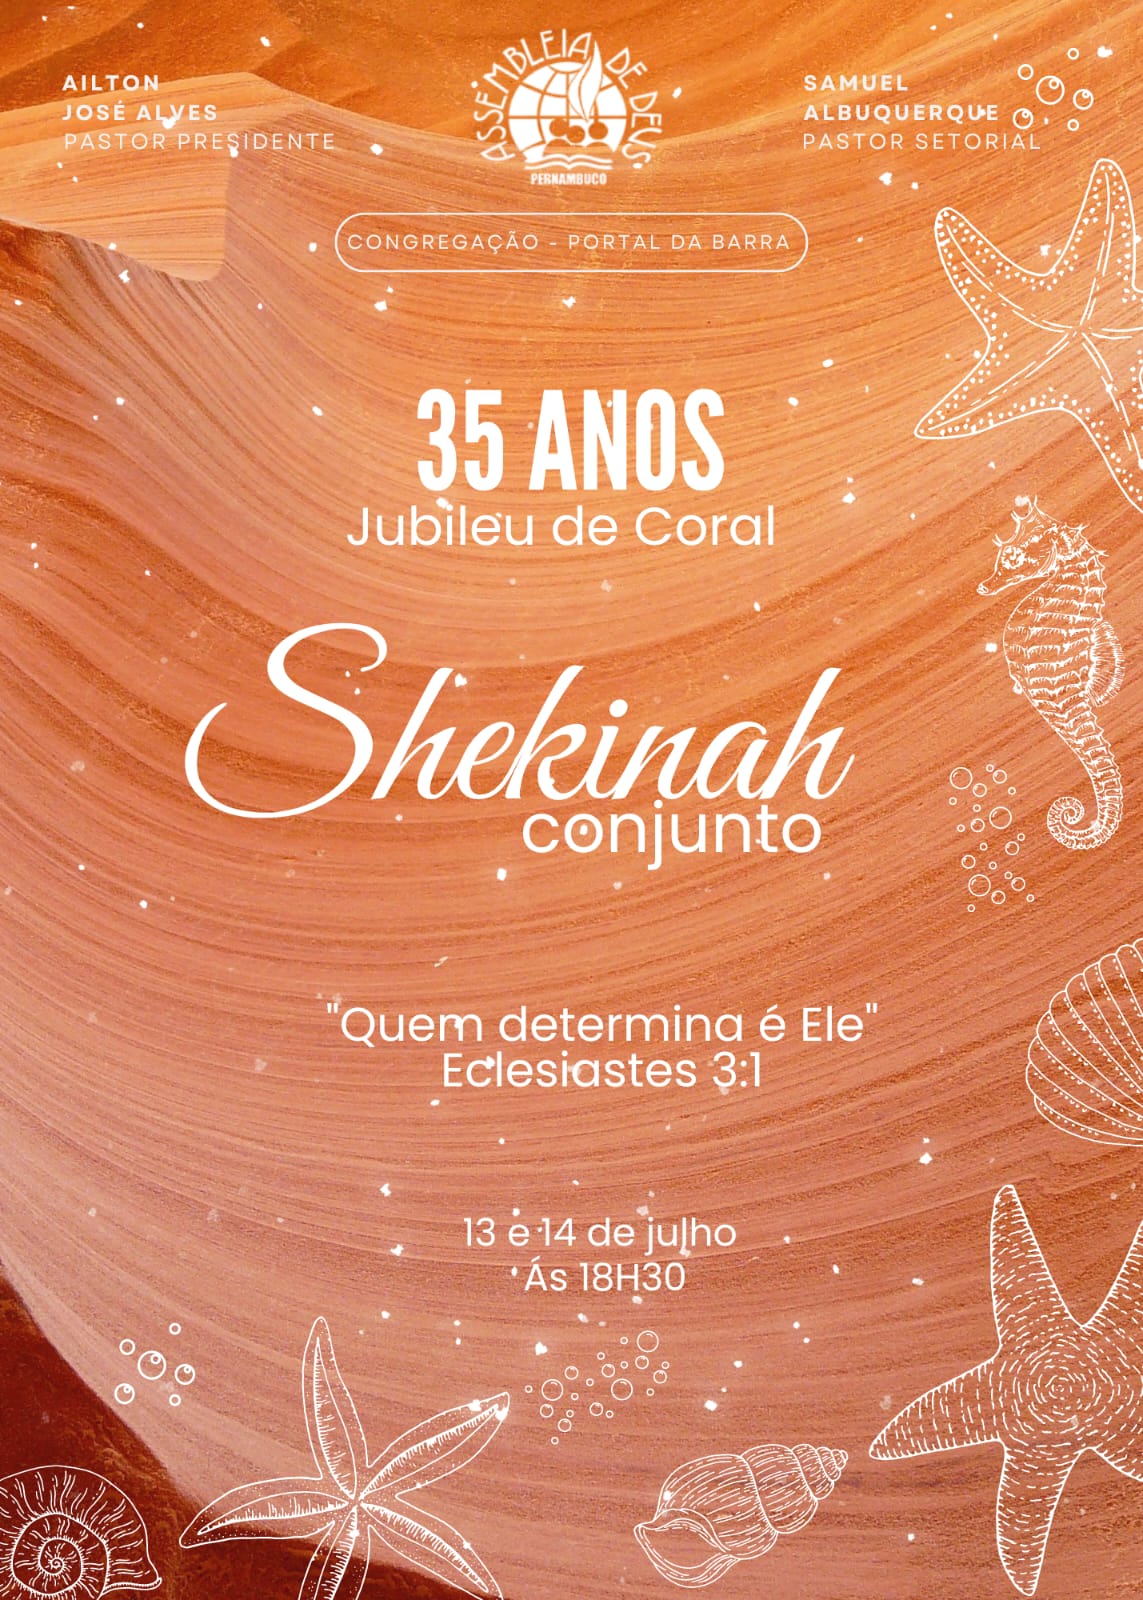 AILTON
JOSÉ ALVES
PASTOR PRESIDENTE
ASSEMBLEIA DE DEUS
PERNAMBUCO
SAMUEL
ALBUQUERQUE
PASTOR SETORIAL
CONGREGAÇÃO - PORTAL DA BARRA
35 ANOS
Jubileu de Coral
Shekinah
conjunto
"Quem determina é Ele"
Eclesiastes 3:1
13 e 14 de julho
Ás 18H30